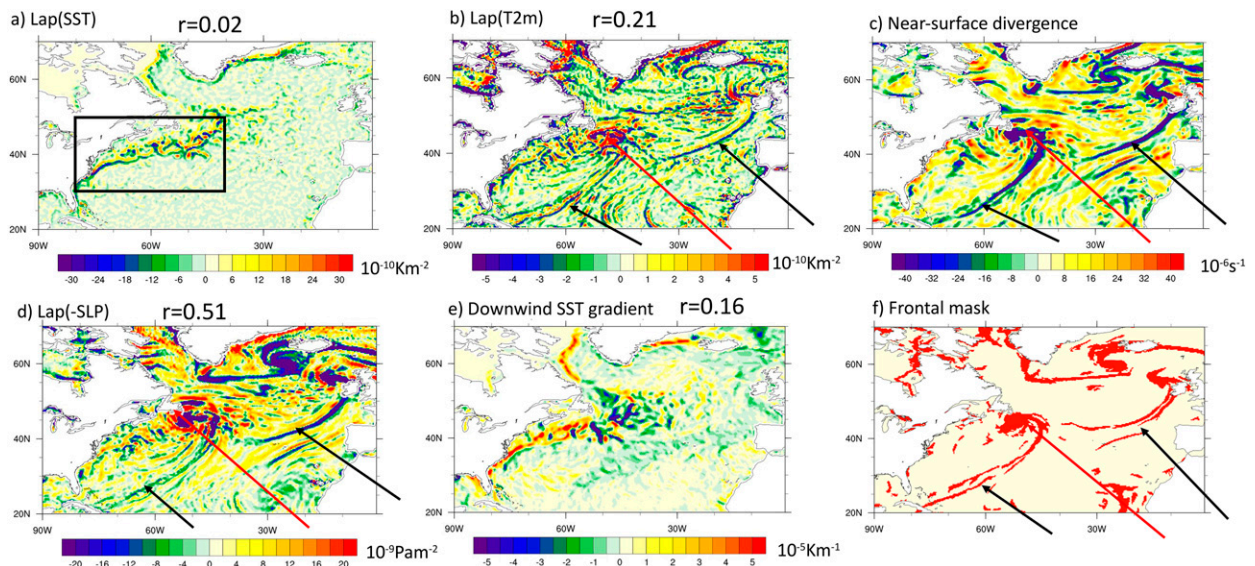 a) Lap(SST) r=0.02
b) Lap(T2m) r=0.21
c) Near-surface divergence
60N 60N 60N
40N 40N 40N
20N 20N 20N
90W 60W 30W 90W 60W 30W 90W 60W 30W
-30 -24 -18 -12 -6 0 6 12 18 24 30 10⁻¹⁰Km⁻²
-5 -4 -3 -2 -1 0 1 2 3 4 5 10⁻¹⁰Km⁻²
-40 -32 -24 -16 -8 0 8 16 24 32 40 10⁻⁶s⁻¹
d) Lap(-SLP) r=0.51
e) Downwind SST gradient r=0.16
f) Frontal mask
60N 60N 60N
40N 40N 40N
20N 20N 20N
90W 60W 30W 90W 60W 30W 90W 60W 30W
-20 -16 -12 -8 -4 0 4 8 12 16 20 10⁻⁹Pam⁻²
-5 -4 -3 -2 -1 0 1 2 3 4 5 10⁻⁵Km⁻¹